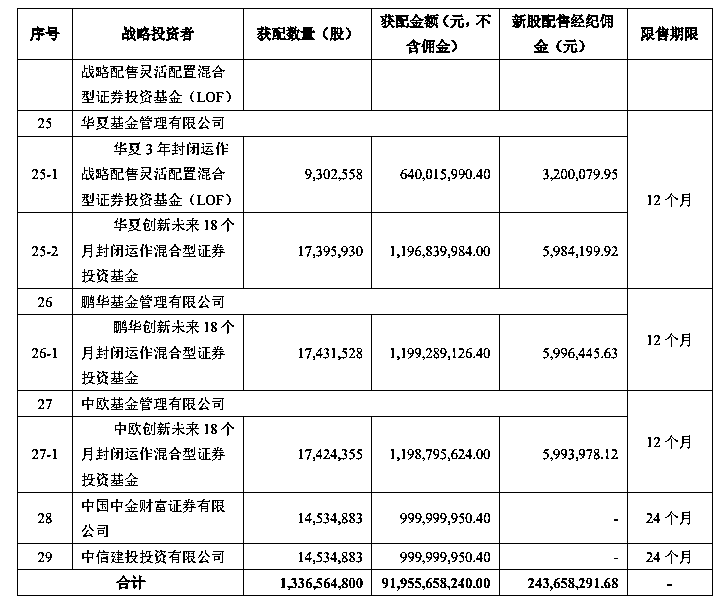 序号 战略投资者 获配数量（股） 获配金额（元，不含佣金） 新股配售经纪佣金（元） 限售期限
战略配售灵活配置混合
型证券投资基金（LOF）
25 华夏基金管理有限公司 12 个月
25-1 华夏 3 年封闭运作战略配售灵活配置混合型证券投资基金（LOF） 9,302,558 640,015,990.40 3,200,079.95
25-2 华夏创新未来 18 个月封闭运作混合型证券投资基金 17,395,930 1,196,839,984.00 5,984,199.92
26 鹏华基金管理有限公司 12 个月
26-1 鹏华创新未来 18 个月封闭运作混合型证券投资基金 17,431,528 1,199,289,126.40 5,996,445.63
27 中欧基金管理有限公司 12 个月
27-1 中欧创新未来 18 个月封闭运作混合型证券投资基金 17,424,355 1,198,795,624.00 5,993,978.12
28 中国中金财富证券有限公司 14,534,883 999,999,950.40 - 24 个月
29 中信建投投资有限公司 14,534,883 999,999,950.40 - 24 个月
合计 1,336,564,800 91,955,658,240.00 243,658,291.68 -